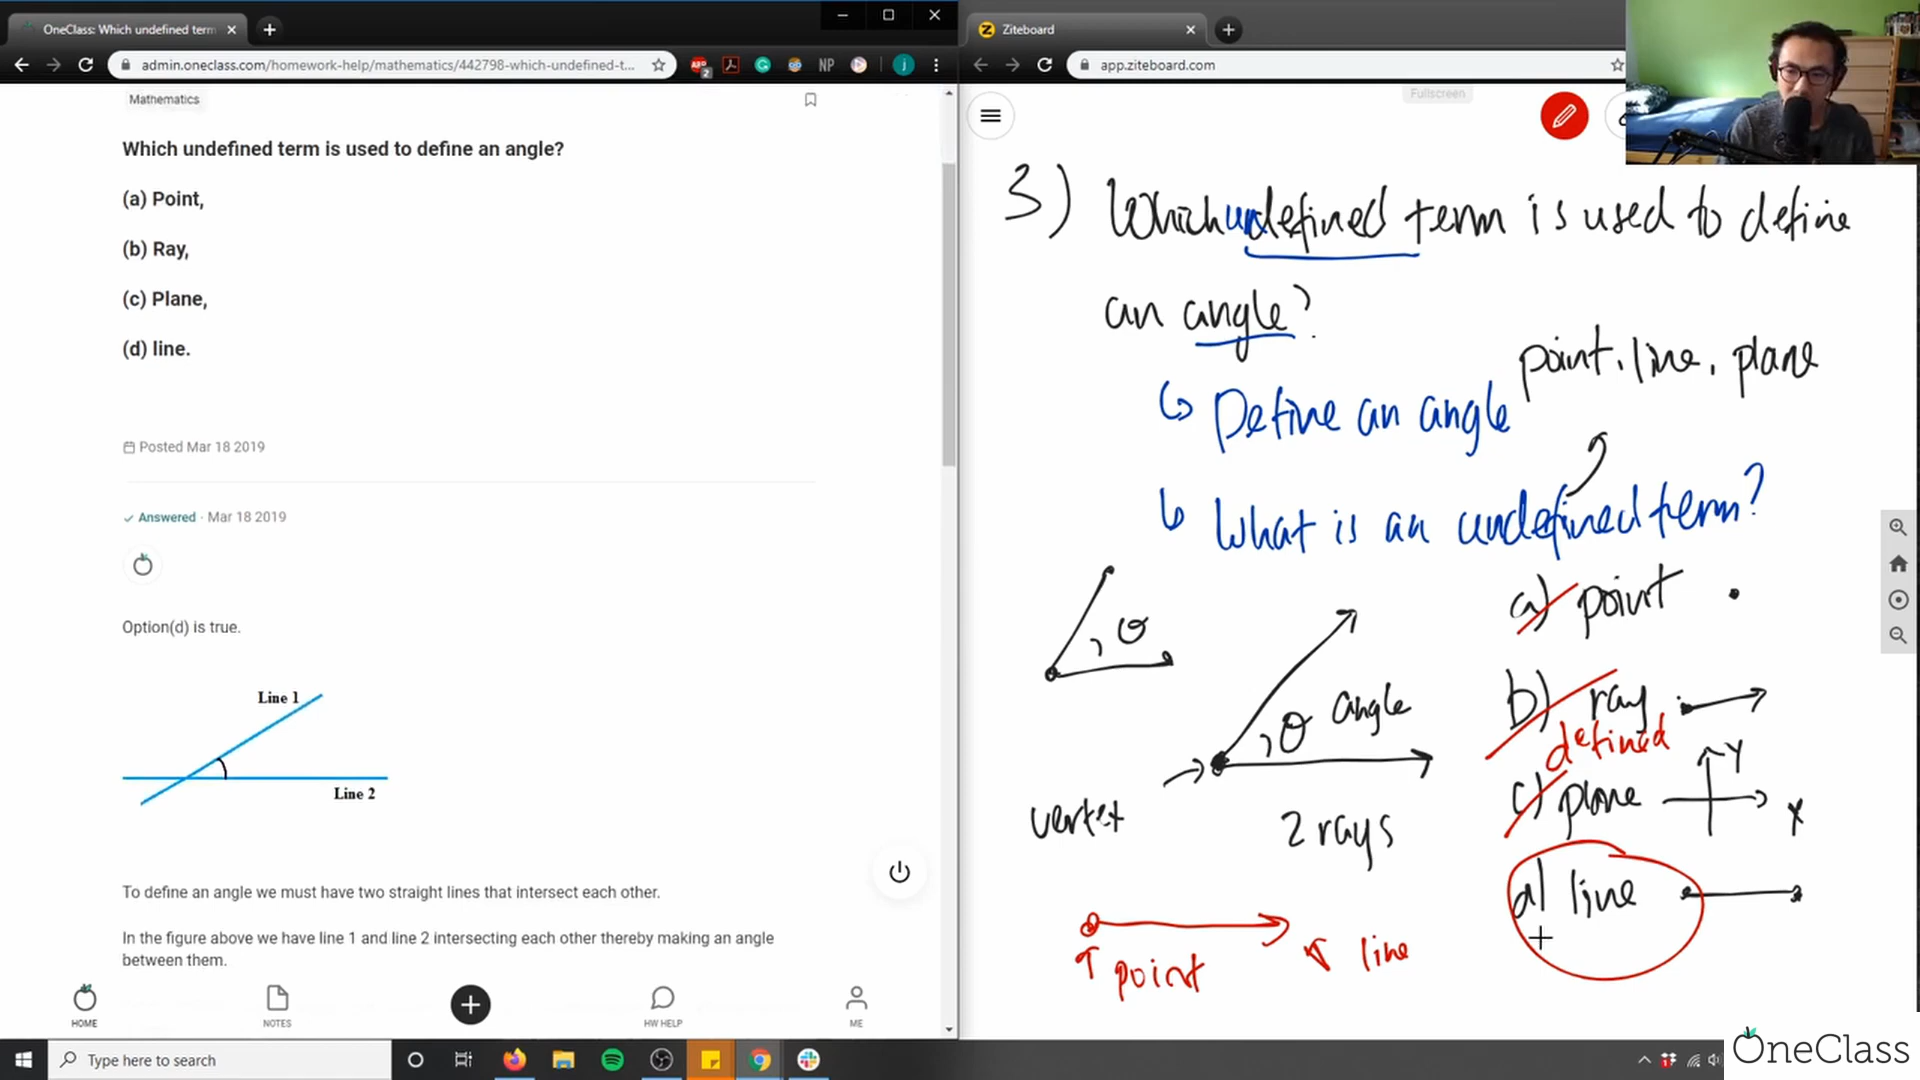 OneClass: Which undefined term
admin.oneclass.com/homework-help/mathematics/442798-which-undefined-t...
2
NP
j
Mathematics
Which undefined term is used to define an angle?
(a) Point,
(b) Ray,
(c) Plane,
(d) line.
Posted Mar 18 2019
Answered · Mar 18 2019
Option(d) is true.
Line 1
Line 2
To define an angle we must have two straight lines that intersect each other.
In the figure above we have line 1 and line 2 intersecting each other thereby making an angle
between them.
HOME
NOTES
HW HELP
ME
Type here to search
Ziteboard
app.ziteboard.com
Fullscreen
3) Which undefined term is used to define
an angle?
point, line, plane
↳ Define an angle
↳ What is an undefined term?
a) point
θ
b) ray
defined
θ angle
c) plane
Y
X
vertex
2 rays
d) line
point
line
OneClass